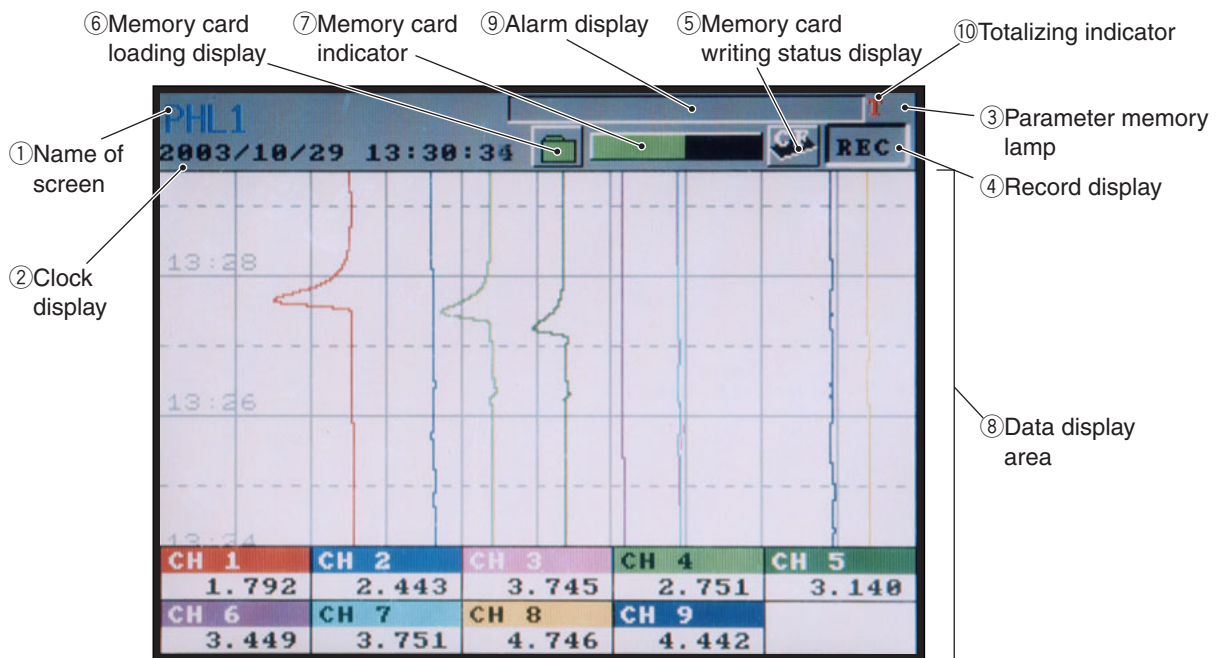 ⑥Memory card
loading display
⑦Memory card
indicator
⑨Alarm display
⑤Memory card
writing status display
⑩Totalizing indicator
①Name of
screen
②Clock
display
③Parameter memory
lamp
④Record display
⑧Data display
area
PHL1
T
2003/10/29 13:30:34
CF
REC
13:28
13:26
13:24
CH 1 CH 2 CH 3 CH 4 CH 5
1.792 2.443 3.745 2.751 3.140
CH 6 CH 7 CH 8 CH 9
3.449 3.751 4.746 4.442